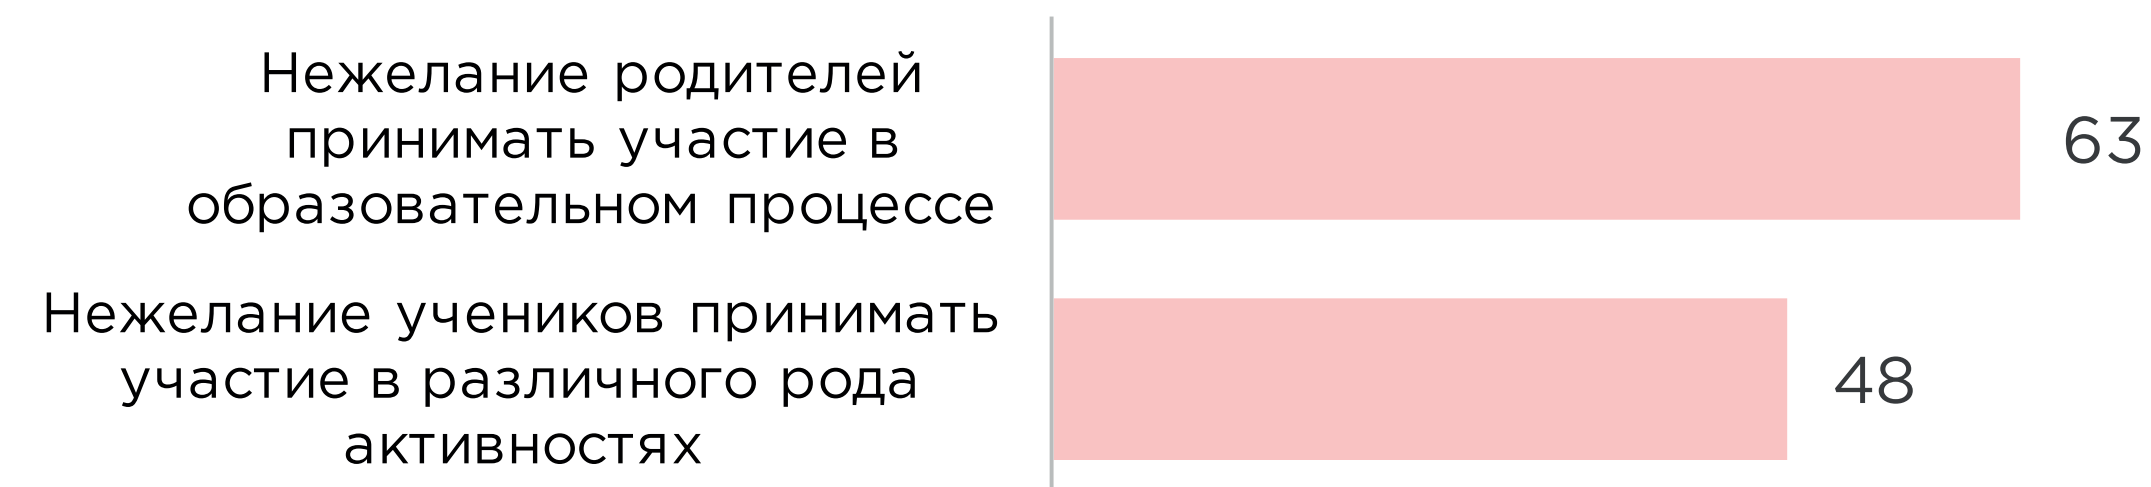 Нежелание родителей
принимать участие в
образовательном процессе
63
Нежелание учеников принимать
участие в различного рода
активностях
48